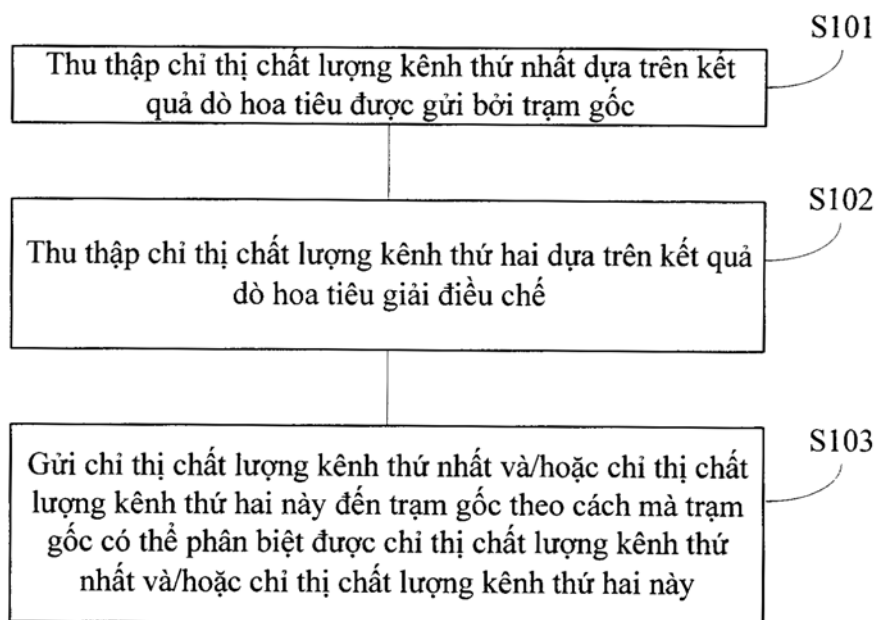 S101
Thu thập chỉ thị chất lượng kênh thứ nhất dựa trên kết
quả dò hoa tiêu được gửi bởi trạm gốc
S102
Thu thập chỉ thị chất lượng kênh thứ hai dựa trên kết quả
dò hoa tiêu giải điều chế
S103
Gửi chỉ thị chất lượng kênh thứ nhất và/hoặc chỉ thị chất
lượng kênh thứ hai này đến trạm gốc theo cách mà trạm
gốc có thể phân biệt được chỉ thị chất lượng kênh thứ
nhất và/hoặc chỉ thị chất lượng kênh thứ hai này